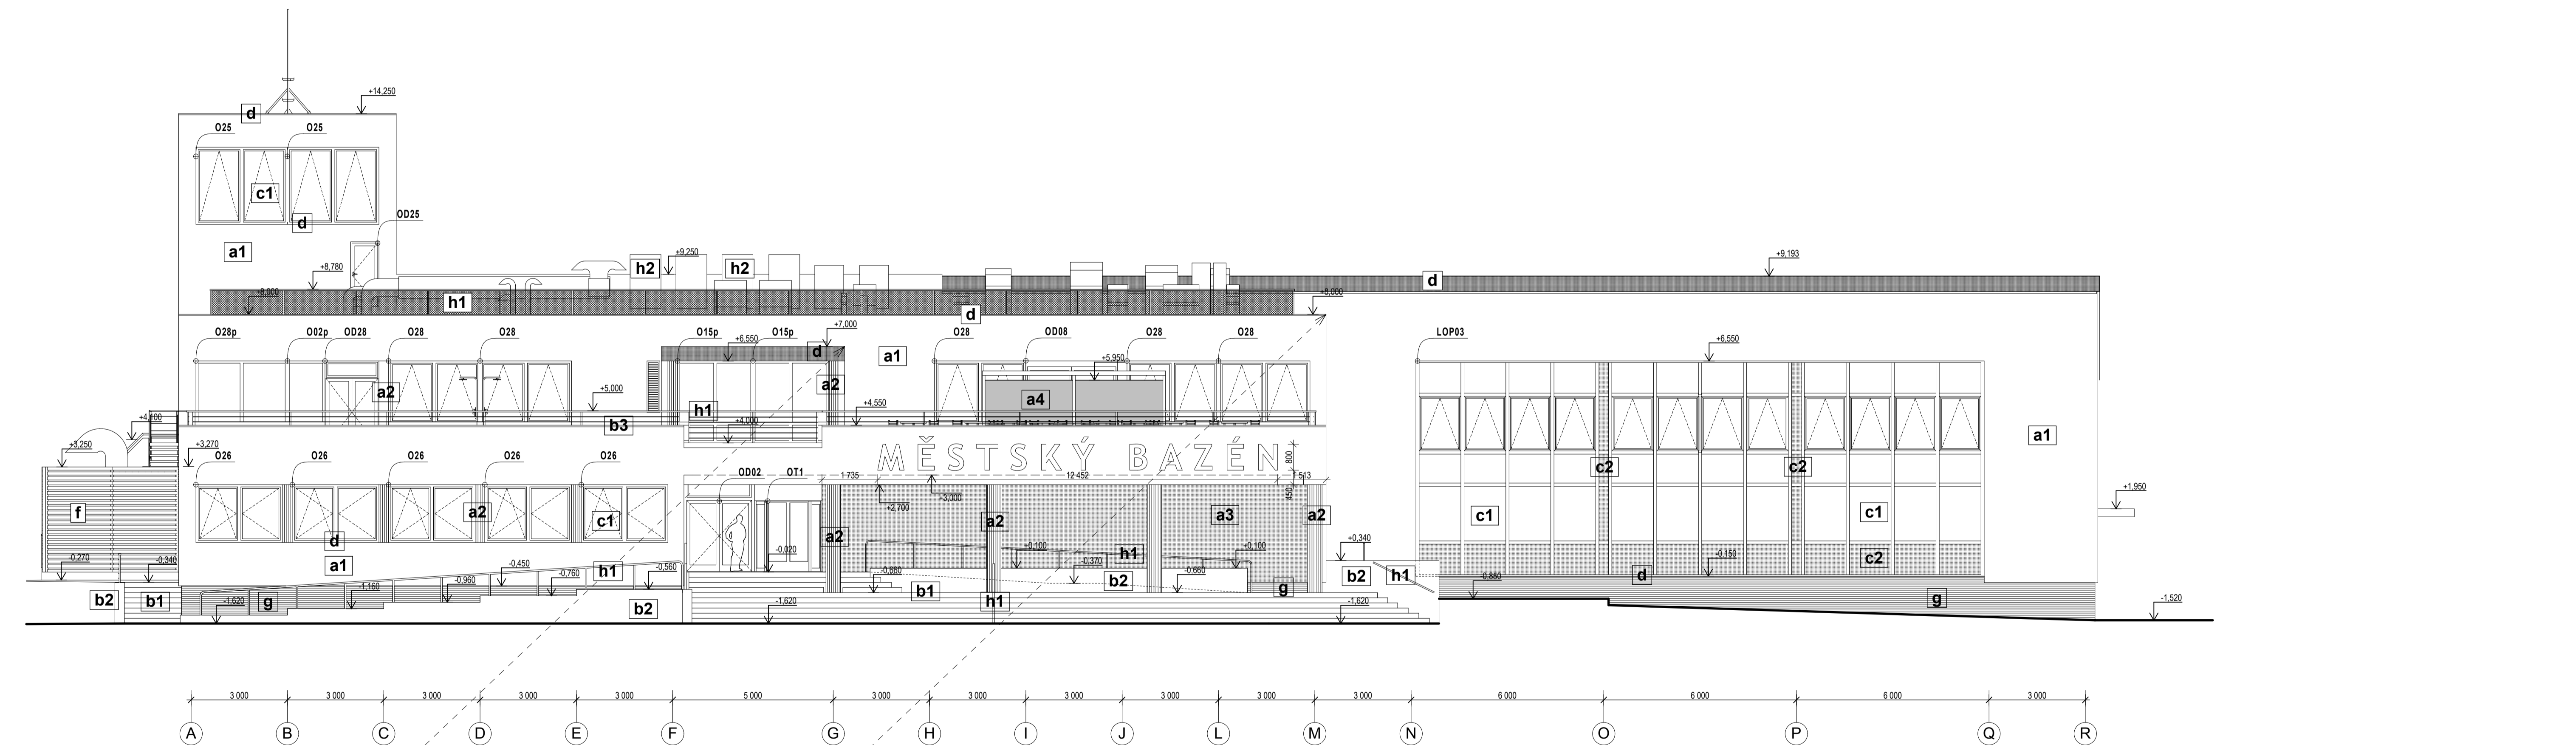 +14,250
d
O25 O25
c1
d
OD25
a1
+9,250
h2 h2
+9,193
d
+8,780
+8,000
h1
+8,000
d
O28p O02p OD28 O28 O28 O15p O15p +7,000 O28 OD08 O28 O28 LOP03
+6,550
d
a1
+6,550
+5,950
a2 a2
a4
+5,000
h1
+4,550
+4,100
b3
+4,000
a1
MĚSTSKÝ BAZÉN
800
+3,250 +3,270
O26 O26 O26 O26 O26
OD02 OT1
1 735 12 452 1 513
c2 c2
450
+3,000
+2,700
+1,950
f
a2
c1
a2
a2
a3
a2
c1
c1
d
-0,020
+0,100
h1
+0,100
+0,340
c2
-0,150
-0,270 -0,340
a1
-0,450
h1
-0,560
-0,660
-0,370
b2
-0,660
b2
h1
-0,850
d
b2 b1
g
-1,160
-0,960
-0,760
b1
g
g
-1,620
b2
-1,620
h1
-1,620
-1,520
3 000 3 000 3 000 3 000 3 000 5 000 3 000 3 000 3 000 3 000 3 000 3 000 6 000 6 000 6 000 3 000
A B C D E F G H I J L M N O P Q R